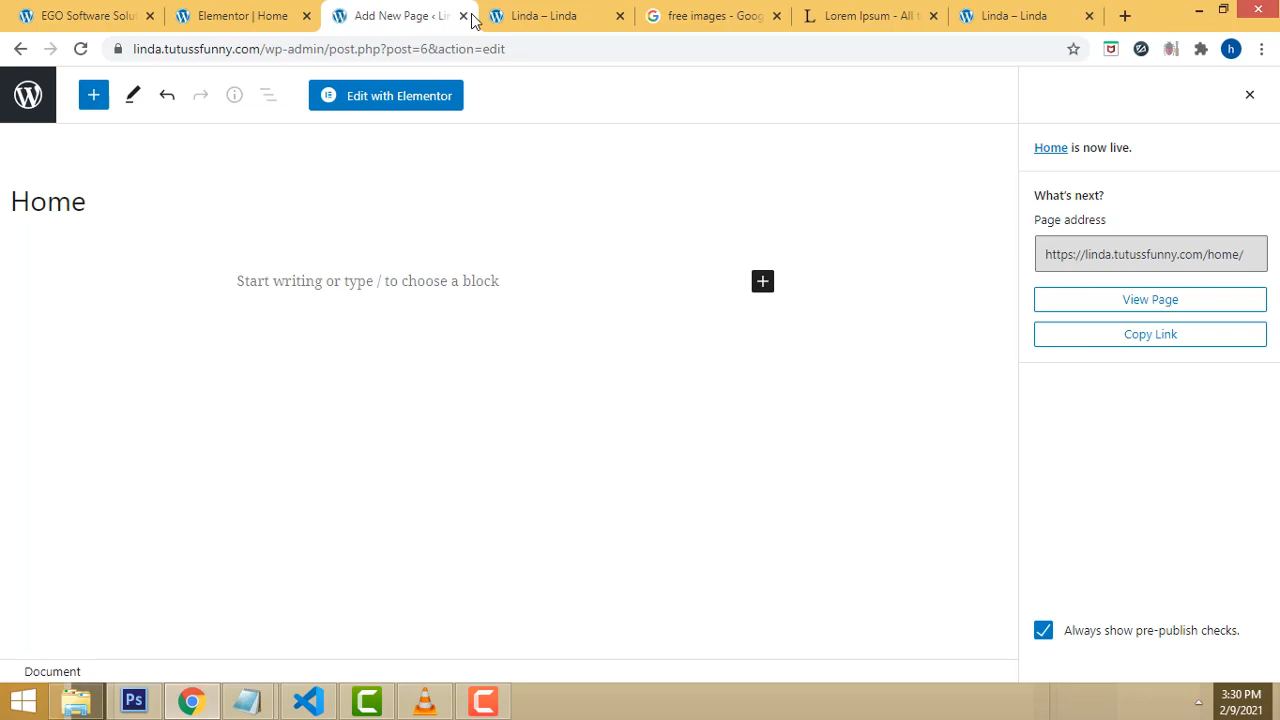 EGO Software Solu
Elementor | Home
Add New Page ‹ Li
Linda – Linda
free images - Goog
Lorem Ipsum - All t
Linda – Linda
linda.tutussfunny.com/wp-admin/post.php?post=6&action=edit
h
Edit with Elementor
Home is now live.
What's next?
Home
Page address
https://linda.tutussfunny.com/home/
Start writing or type / to choose a block
View Page
Copy Link
Always show pre-publish checks.
Document
Ps
3:30 PM
2/9/2021